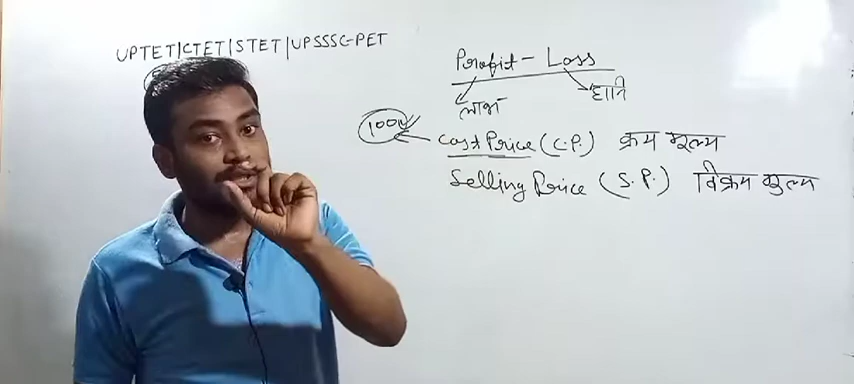 UPTET|CTET|STET|UPSSSC-PET
Profit - Loss
लाभ हानि
100% Cost Price (C.P.) क्रय मूल्य
Selling Price (S.P.) विक्रय मूल्य